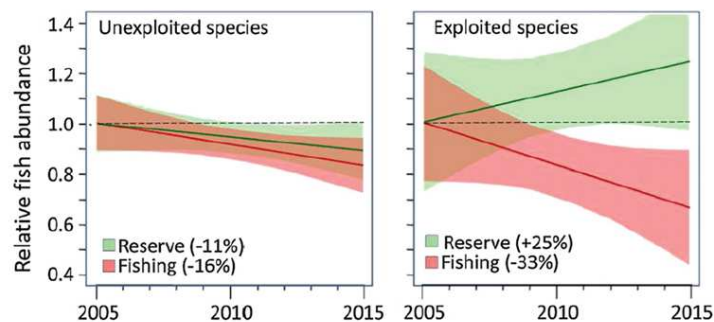 Unexploited species
Exploited species
Relative fish abundance
1.4
1.2
1.0
0.8
0.6
0.4
Reserve (-11%)
Fishing (-16%)
Reserve (+25%)
Fishing (-33%)
2005 2010 2015
2005 2010 2015